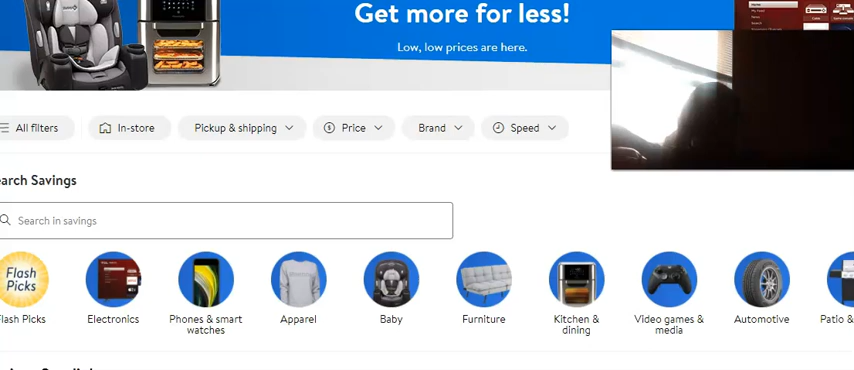 Get more for less!
Low, low prices are here.
All filters
In-store
Pickup & shipping
Price
Brand
Speed
earch Savings
Search in savings
Flash
Picks
Flash Picks
Electronics
Phones & smart
watches
Apparel
Baby
Furniture
Kitchen &
dining
Video games &
media
Automotive
Patio &